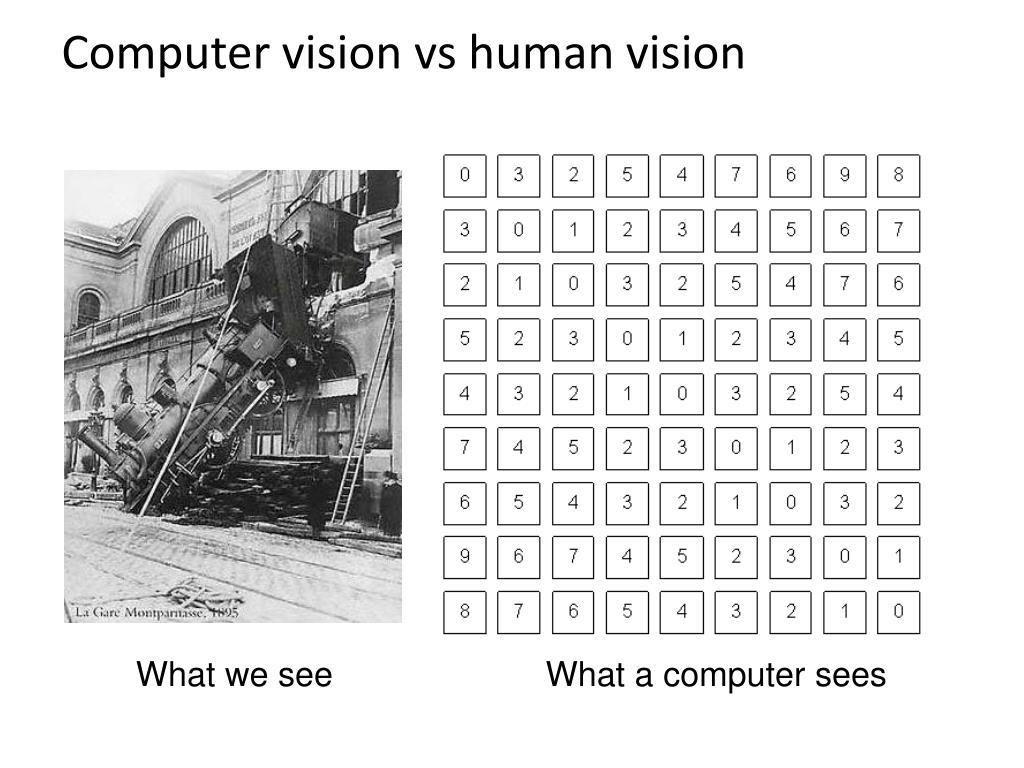 Computer vision vs human vision
0 3 2 5 4 7 6 9 8
3 0 1 2 3 4 5 6 7
2 1 0 3 2 5 4 7 6
5 2 3 0 1 2 3 4 5
4 3 2 1 0 3 2 5 4
7 4 5 2 3 0 1 2 3
6 5 4 3 2 1 0 3 2
9 6 7 4 5 2 3 0 1
8 7 6 5 4 3 2 1 0
La Gare Montparnasse, 1895
What we see
What a computer sees